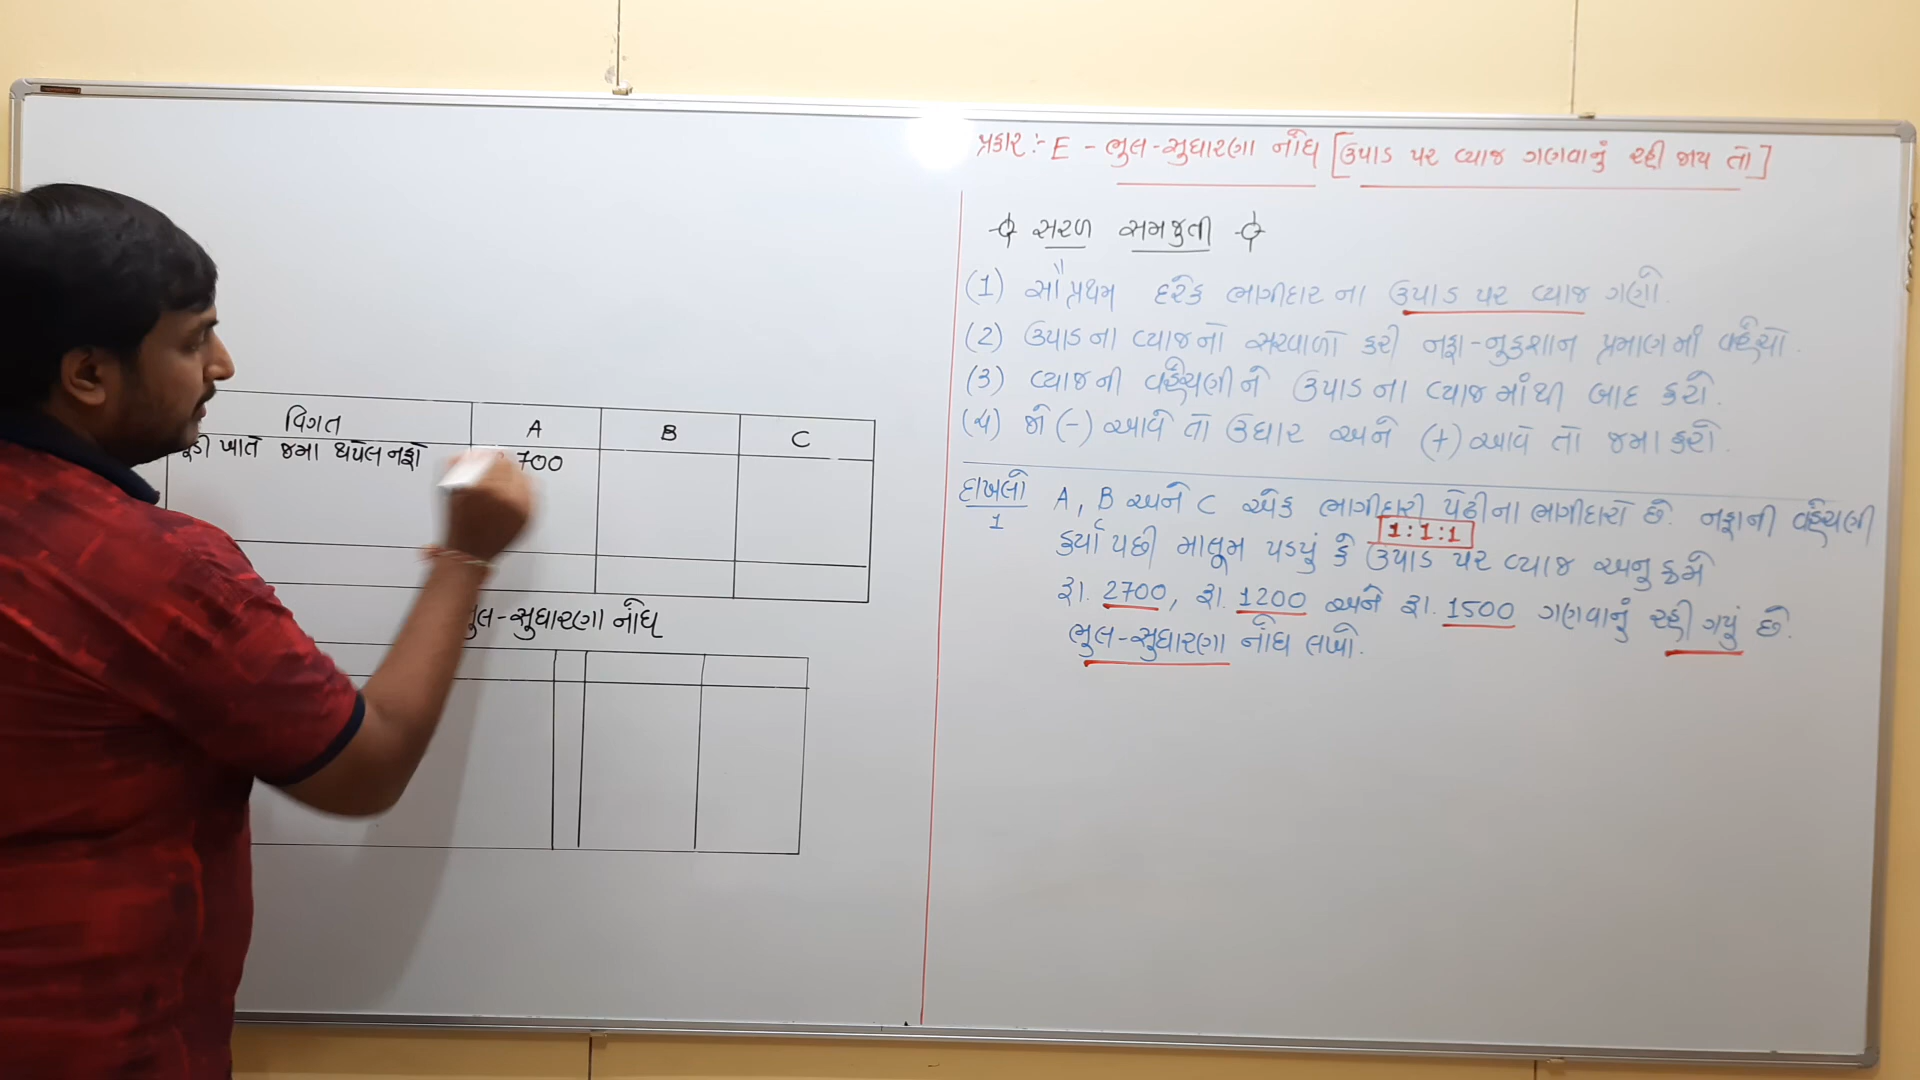 પ્રકાર :- E - ભુલ-સુધારણા નોંધ [ઉપાડ પર વ્યાજ ગણવાનું રહી જાય તો]
સરળ સમજુતી
(1) સૌ પ્રથમ દરેક ભાગીદાર ના ઉપાડ પર વ્યાજ ગણો.
(2) ઉપાડ ના વ્યાજનો સરવાળો કરી નફા-નુકશાન પ્રમાણ માં વહેંચો.
(3) વ્યાજ ની વહેંચણીને ઉપાડ ના વ્યાજ માંથી બાદ કરો.
(4) જો (-) આવે તો ઉધાર અને (+) આવે તો જમા કરો.
દાખલો 1 A, B અને C એક ભાગીદારી પેઢીના ભાગીદારો છે. નફાની વહેંચણી
1:1:1
કર્યા પછી માલૂમ પડયું કે ઉપાડ પર વ્યાજ અનુક્રમે
રૂા. 2700, રૂા. 1200 અને રૂા. 1500 ગણવાનું રહી ગયું છે.
ભુલ-સુધારણા નોંધ લખો.
વિગત A B C
ખાતે જમા થયેલ નફો 700
સુધારણા નોંધ